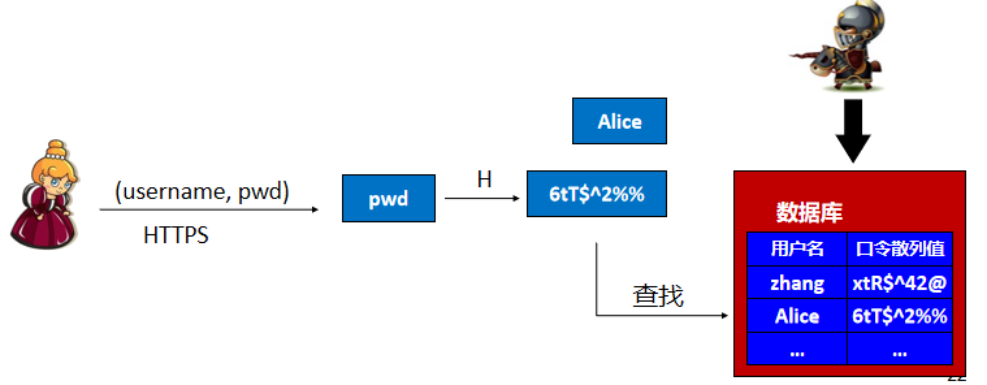 Alice
(username, pwd)
HTTPS
pwd
H
6tT$^2%%
查找
数据库
用户名 口令散列值
zhang xtR$^42@
Alice 6tT$^2%%
... ...
22